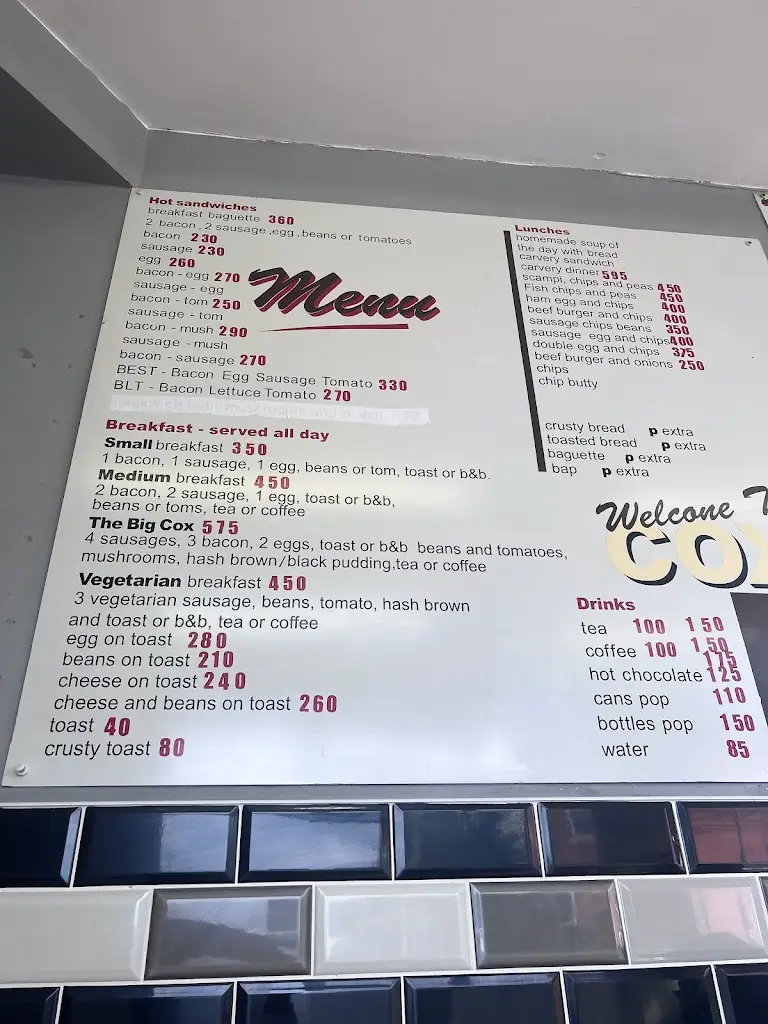 Hot sandwiches
breakfast baguette 360
2 bacon, 2 sausage, egg, beans or tomatoes
bacon 230
sausage 230
egg 260
bacon - egg 270
sausage - egg
bacon - tom 250
sausage - tom
bacon - mush 290
sausage - mush
bacon - sausage 270
BEST - Bacon Egg Sausage Tomato 330
BLT - Bacon Lettuce Tomato 270
Menu
Breakfast - served all day
Small breakfast 350
1 bacon, 1 sausage, 1 egg, beans or tom, toast or b&b.
Medium breakfast 450
2 bacon, 2 sausage, 1 egg, toast or b&b,
beans or toms, tea or coffee
The Big Cox 575
4 sausages, 3 bacon, 2 eggs, toast or b&b beans and tomatoes,
mushrooms, hash brown/black pudding,tea or coffee
Vegetarian breakfast 450
3 vegetarian sausage, beans, tomato, hash brown
and toast or b&b, tea or coffee
egg on toast 280
beans on toast 210
cheese on toast 240
cheese and beans on toast 260
toast 40
crusty toast 80
Lunches
homemade soup of
the day with bread
carvery sandwich
carvery dinner 595
scampi, chips and peas 450
Fish chips and peas 450
ham egg and chips 400
beef burger and chips 400
sausage chips beans 350
sausage egg and chips 400
double egg and chips 375
beef burger and onions 250
chips
chip butty
crusty bread p extra
toasted bread p extra
baguette p extra
bap p extra
Welcone
COX
Drinks
tea 100 150
coffee 100 150
175
hot chocolate 125
cans pop 110
bottles pop 150
water 85